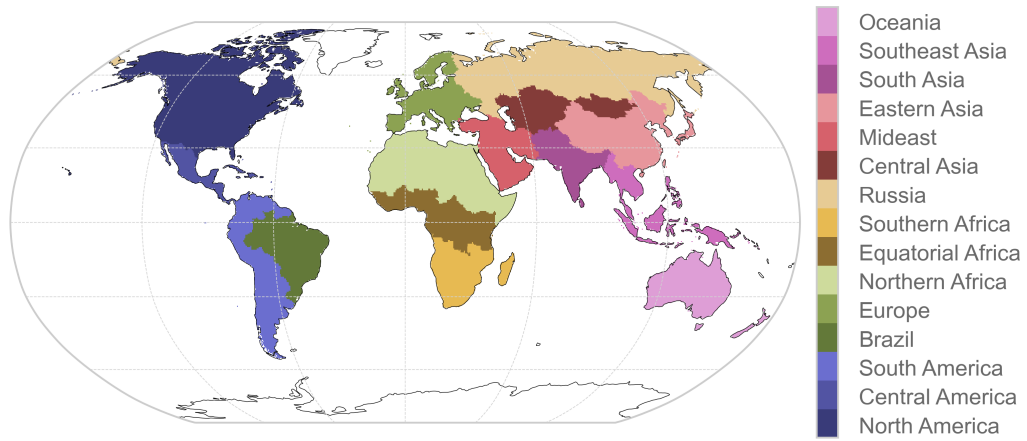 Oceania
Southeast Asia
South Asia
Eastern Asia
Mideast
Central Asia
Russia
Southern Africa
Equatorial Africa
Northern Africa
Europe
Brazil
South America
Central America
North America